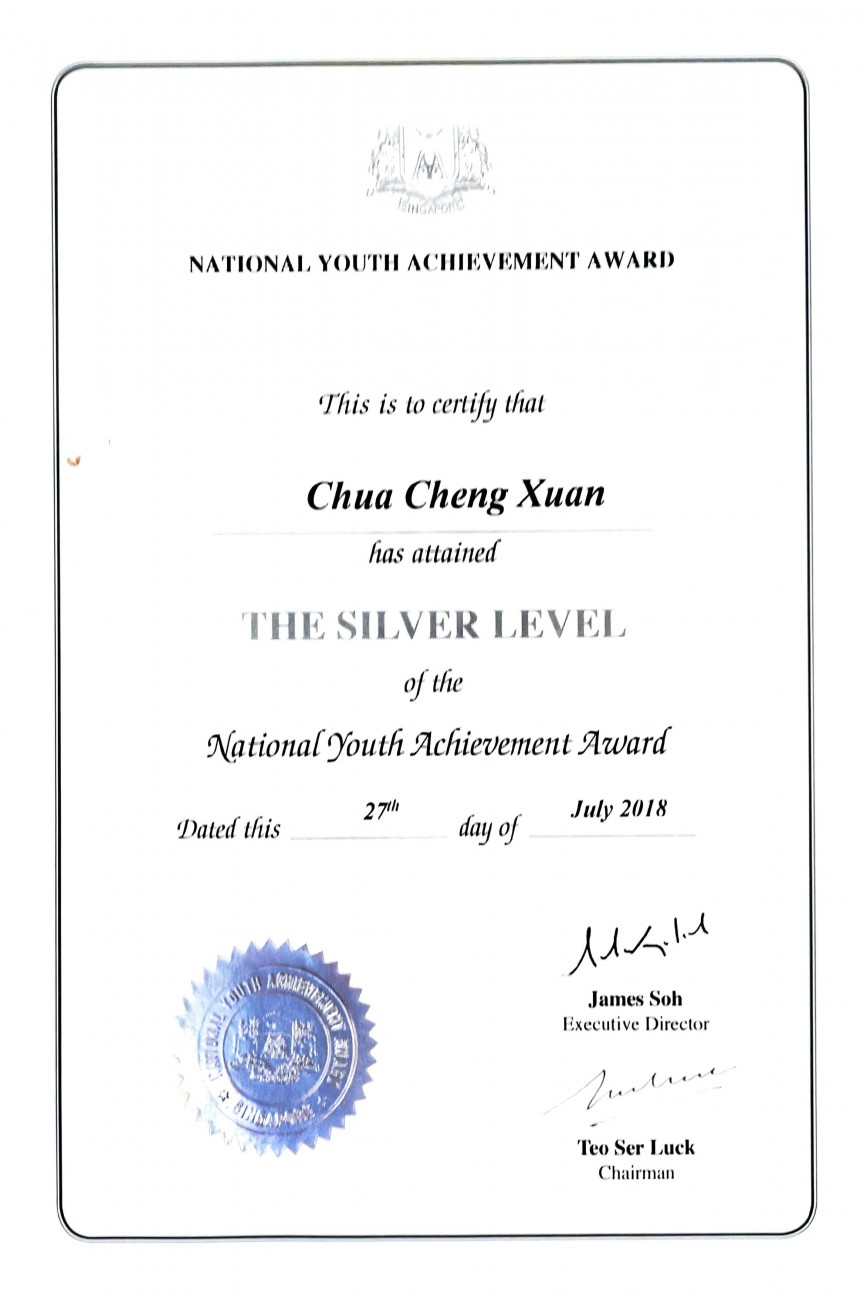 SINGAPORE
NATIONAL YOUTH ACHIEVEMENT AWARD
This is to certify that
Chua Cheng Xuan
has attained
THE SILVER LEVEL
of the
National Youth Achievement Award
Dated this 27th day of July 2018
NATIONAL YOUTH ACHIEVEMENT AWARD
SINGAPORE
James Soh
Executive Director
Teo Ser Luck
Chairman